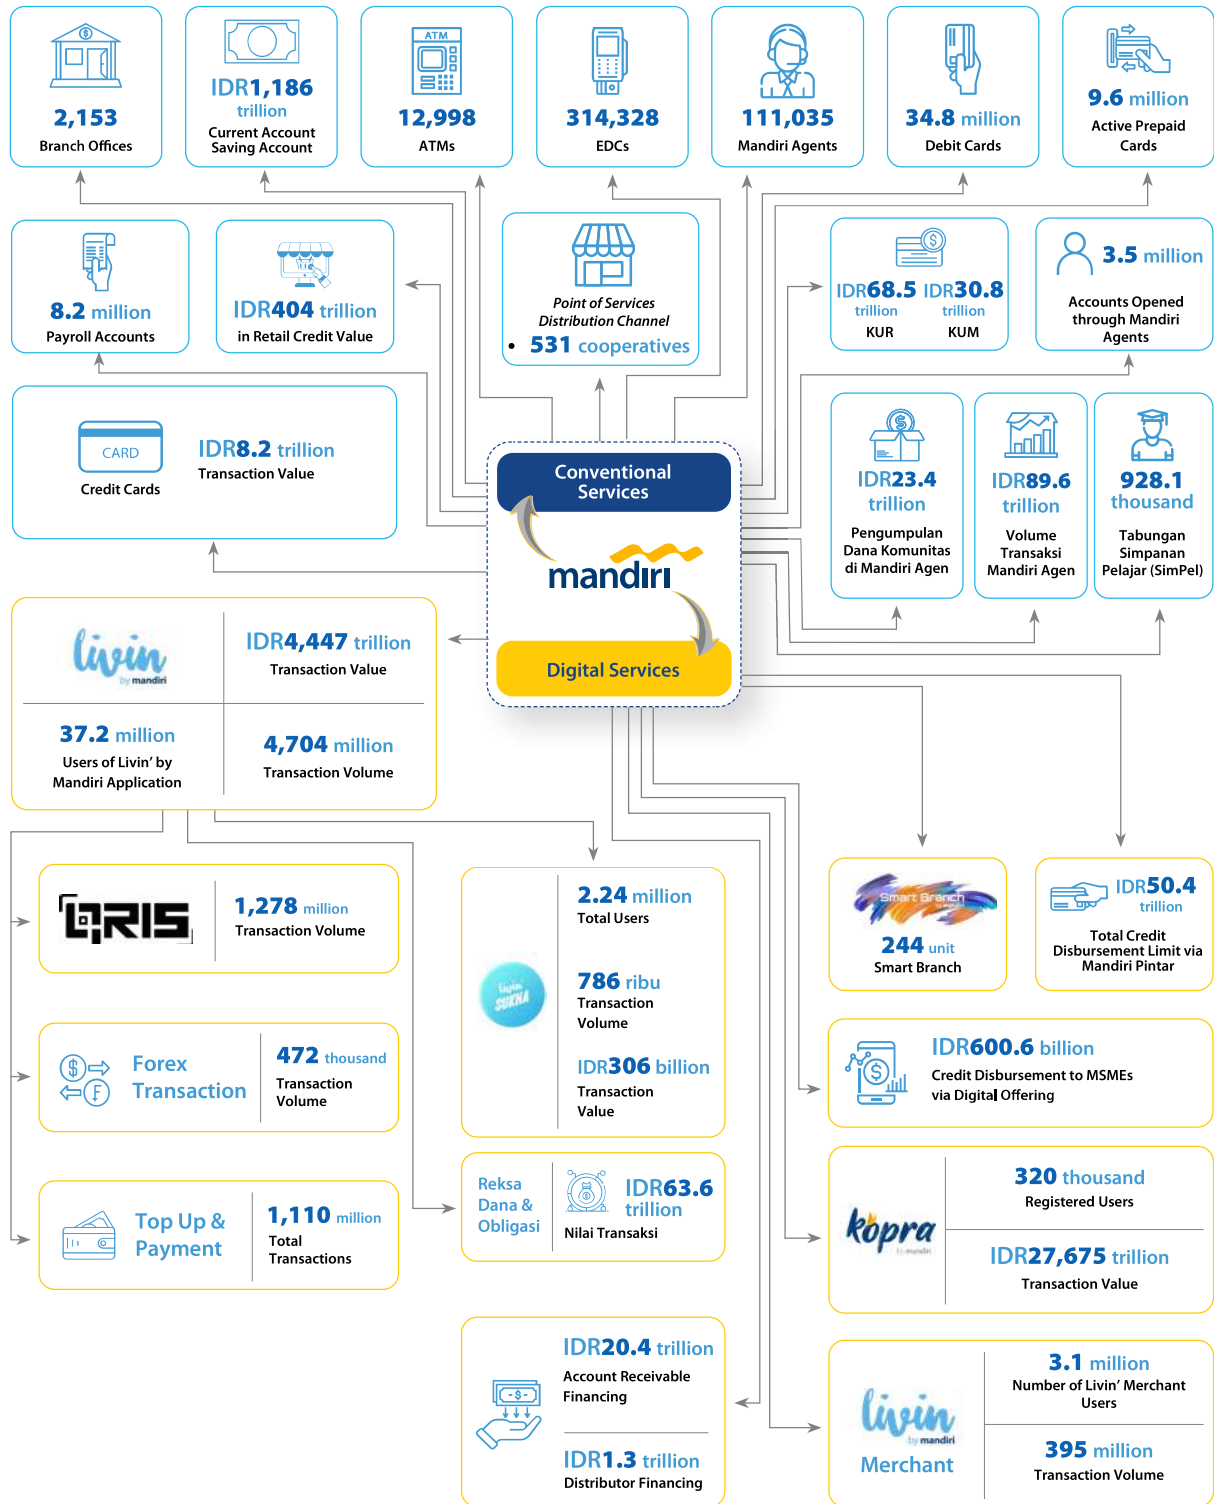 2,153
Branch Offices
IDR1,186
trillion
Current Account
Saving Account
ATM
12,998
ATMs
314,328
EDCs
111,035
Mandiri Agents
34.8 million
Debit Cards
9.6 million
Active Prepaid
Cards
8.2 million
Payroll Accounts
IDR404 trillion
in Retail Credit Value
Point of Services
Distribution Channel
• 531 cooperatives
IDR68.5
trillion
KUR
IDR30.8
trillion
KUM
3.5 million
Accounts Opened
through Mandiri
Agents
CARD
Credit Cards
IDR8.2 trillion
Transaction Value
Conventional
Services
mandiri
Digital Services
IDR23.4
trillion
Pengumpulan
Dana Komunitas
di Mandiri Agen
IDR89.6
trillion
Volume
Transaksi
Mandiri Agen
928.1
thousand
Tabungan
Simpanan
Pelajar (SimPel)
livin
by mandiri
IDR4,447 trillion
Transaction Value
37.2 million
Users of Livin’ by
Mandiri Application
4,704 million
Transaction Volume
QRIS
1,278 million
Transaction Volume
Forex
Transaction
472 thousand
Transaction
Volume
Top Up &
Payment
1,110 million
Total
Transactions
livin'
SUKHA
2.24 million
Total Users
786 ribu
Transaction
Volume
IDR306 billion
Transaction
Value
Reksa
Dana &
Obligasi
IDR63.6
trillion
Nilai Transaksi
IDR20.4 trillion
Account Receivable
Financing
IDR1.3 trillion
Distributor Financing
Smart Branch
by mandiri
244 unit
Smart Branch
IDR50.4
trillion
Total Credit
Disbursement Limit via
Mandiri Pintar
IDR600.6 billion
Credit Disbursement to MSMEs
via Digital Offering
kopra
by mandiri
320 thousand
Registered Users
IDR27,675 trillion
Transaction Value
livin
by mandiri
Merchant
3.1 million
Number of Livin’ Merchant
Users
395 million
Transaction Volume